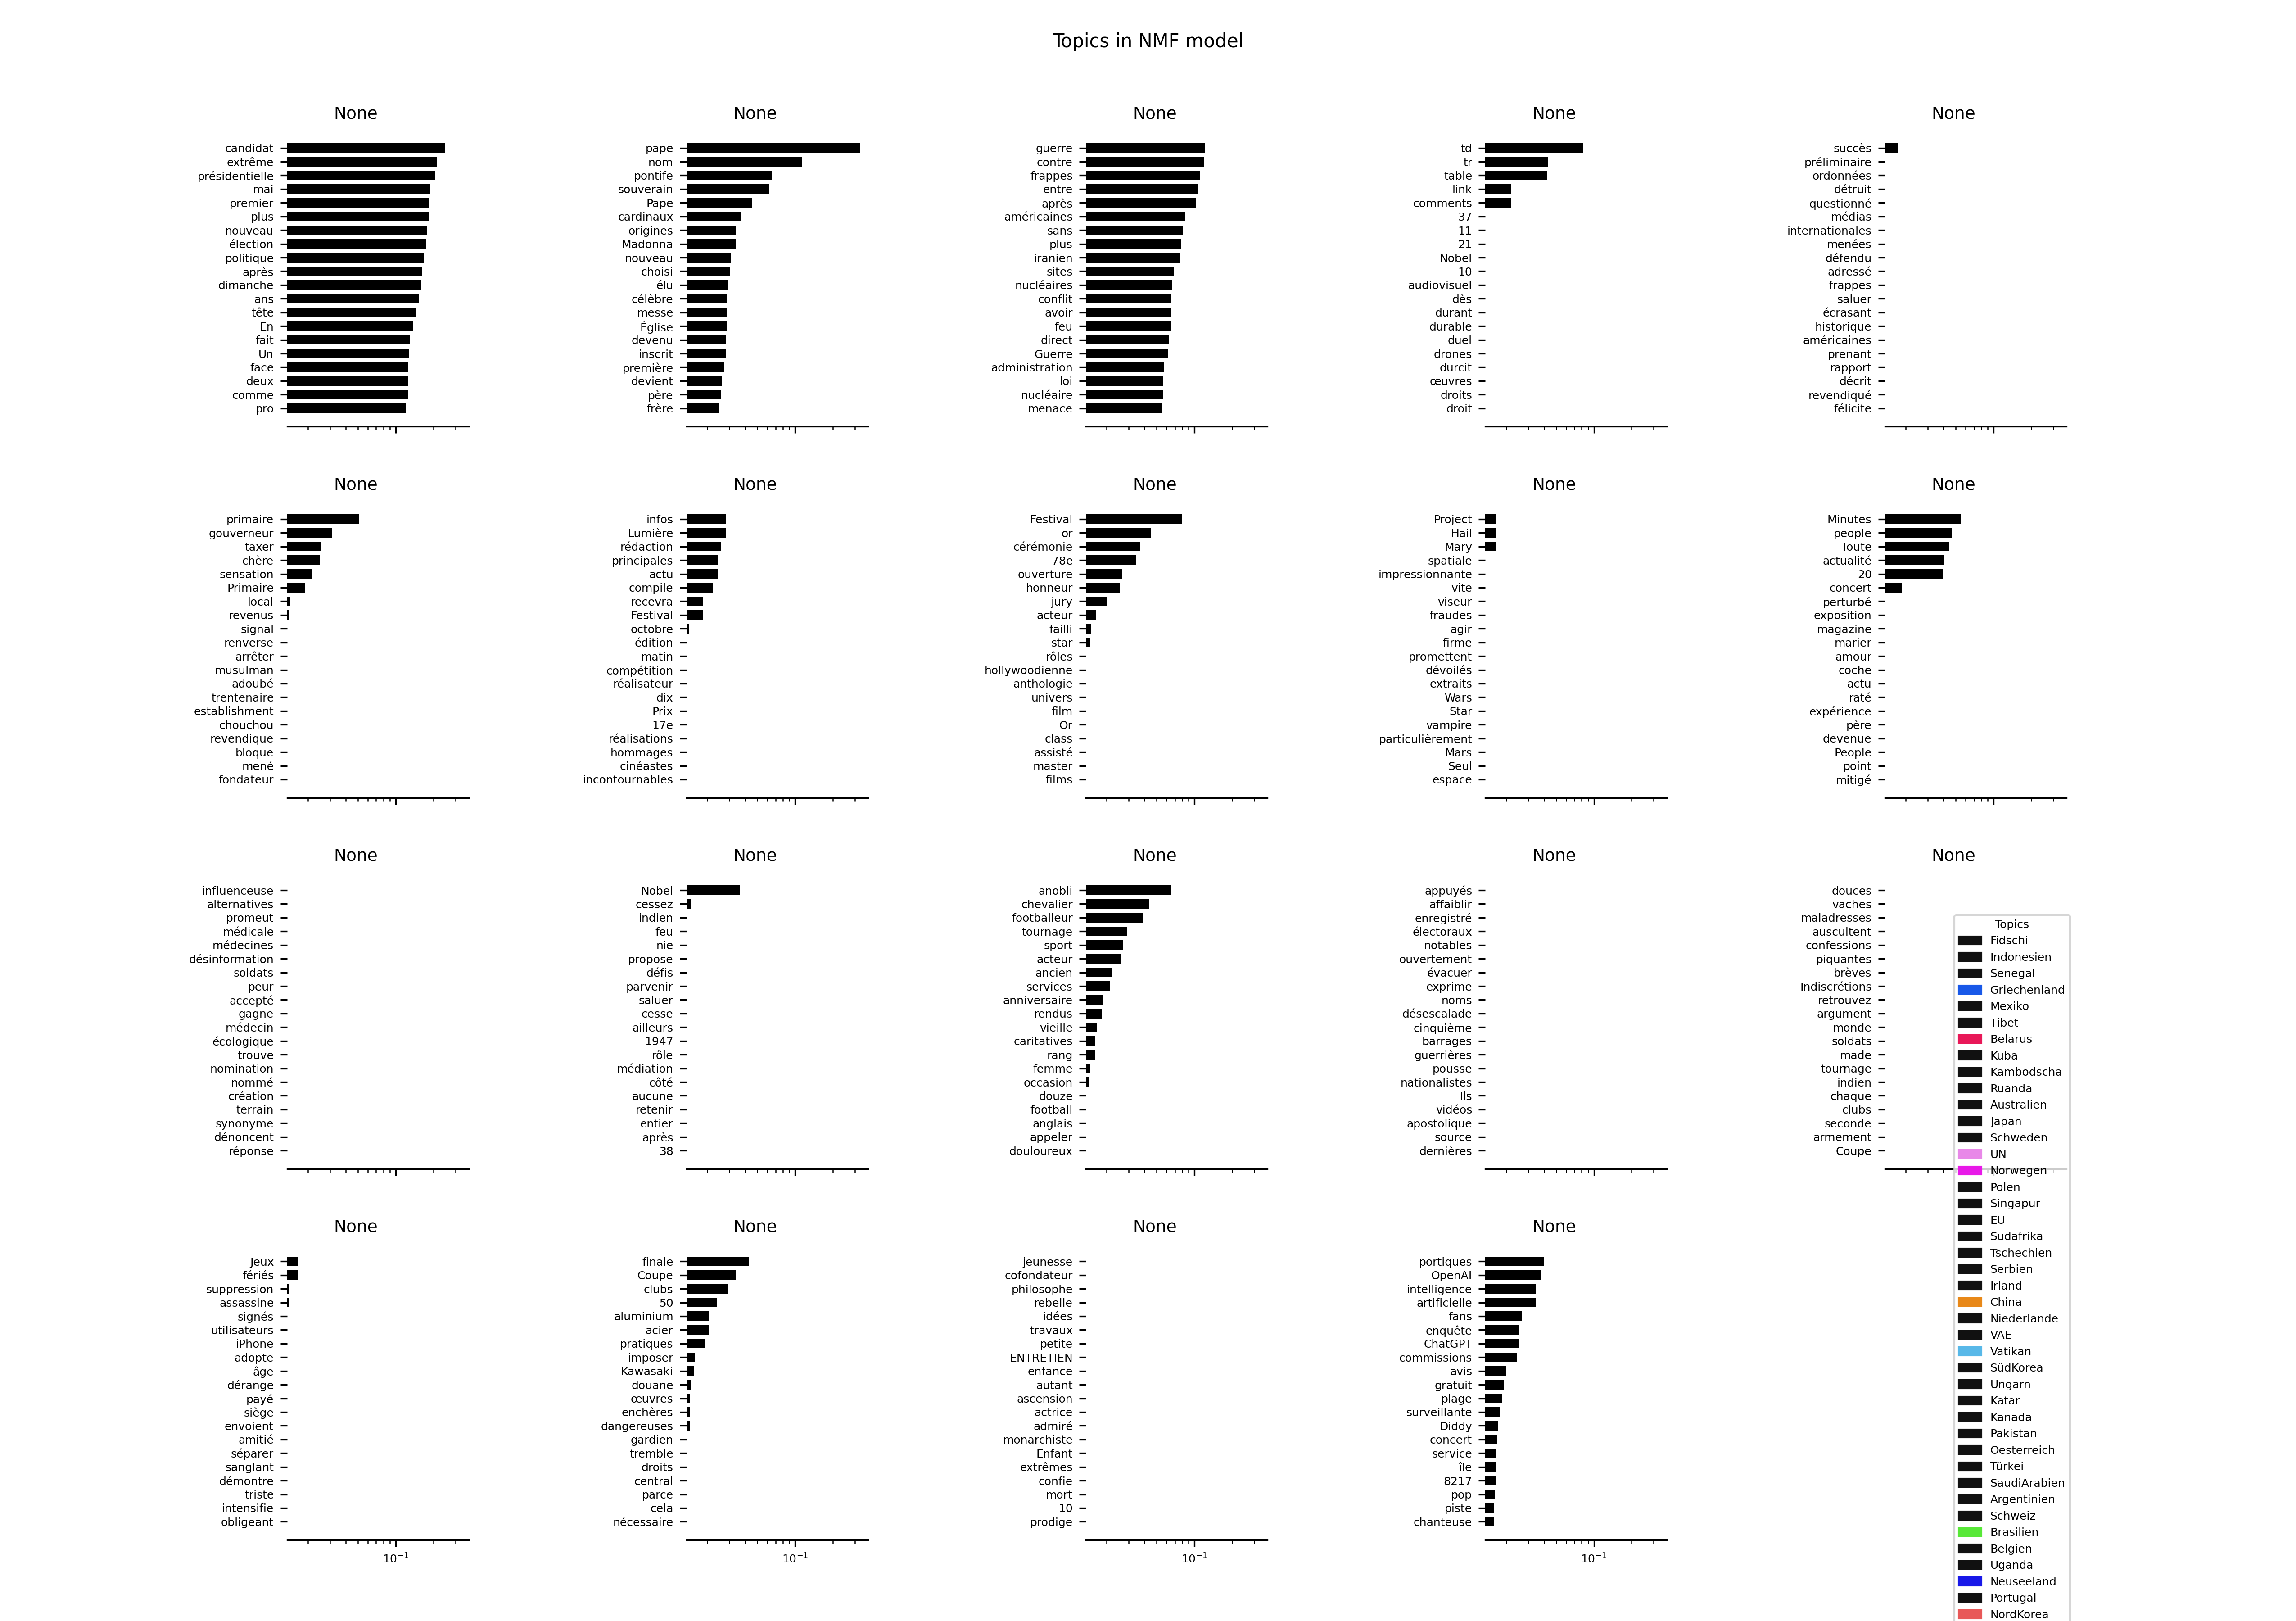 Topics in NMF model
None
candidat
extrême
présidentielle
mai
premier
plus
nouveau
élection
politique
après
dimanche
ans
tête
En
fait
Un
face
deux
comme
pro
None
pape
nom
pontife
souverain
Pape
cardinaux
origines
Madonna
nouveau
choisi
élu
célèbre
messe
Église
devenu
inscrit
première
devient
père
frère
None
guerre
contre
frappes
entre
après
américaines
sans
plus
iranien
sites
nucléaires
conflit
avoir
feu
direct
Guerre
administration
loi
nucléaire
menace
None
td
tr
table
link
comments
37
11
21
Nobel
10
audiovisuel
dès
durant
durable
duel
drones
durcit
œuvres
droits
droit
None
succès
préliminaire
ordonnées
détruit
questionné
médias
internationales
menées
défendu
adressé
frappes
saluer
écrasant
historique
américaines
prenant
rapport
décrit
revendiqué
félicite
None
primaire
gouverneur
taxer
chère
sensation
Primaire
local
revenus
signal
renverse
arrêter
musulman
adoubé
trentenaire
establishment
chouchou
revendique
bloque
mené
fondateur
None
infos
Lumière
rédaction
principales
actu
compile
recevra
Festival
octobre
édition
matin
compétition
réalisateur
dix
Prix
17e
réalisations
hommages
cinéastes
incontournables
None
Festival
or
cérémonie
78e
ouverture
honneur
jury
acteur
failli
star
rôles
hollywoodienne
anthologie
univers
film
Or
class
assisté
master
films
None
Project
Hail
Mary
spatiale
impressionnante
vite
viseur
fraudes
agir
firme
promettent
dévoilés
extraits
Wars
Star
vampire
particulièrement
Mars
Seul
espace
None
Minutes
people
Toute
actualité
20
concert
perturbé
exposition
magazine
marier
amour
coche
actu
raté
expérience
père
devenue
People
point
mitigé
None
influenceuse
alternatives
promeut
médicale
médecines
désinformation
soldats
peur
accepté
gagne
médecin
écologique
trouve
nomination
nommé
création
terrain
synonyme
dénoncent
réponse
None
Nobel
cessez
indien
feu
nie
propose
défis
parvenir
saluer
cesse
ailleurs
1947
rôle
médiation
côté
aucune
retenir
entier
après
38
None
anobli
chevalier
footballeur
tournage
sport
acteur
ancien
services
anniversaire
rendus
vieille
caritatives
rang
femme
occasion
douze
football
anglais
appeler
douloureux
None
appuyés
affaiblir
enregistré
électoraux
notables
ouvertement
évacuer
exprime
noms
désescalade
cinquième
barrages
guerrières
pousse
nationalistes
Ils
vidéos
apostolique
source
dernières
None
douces
vaches
maladresses
auscultent
confessions
piquantes
brèves
Indiscrétions
retrouvez
argument
monde
soldats
made
tournage
indien
chaque
clubs
seconde
armement
Coupe
None
Jeux
fériés
suppression
assassine
signés
utilisateurs
iPhone
adopte
âge
dérange
payé
siège
envoient
amitié
séparer
sanglant
démontre
triste
intensifie
obligeant
10⁻¹
None
finale
Coupe
clubs
50
aluminium
acier
pratiques
imposer
Kawasaki
douane
œuvres
enchères
dangereuses
gardien
tremble
droits
central
parce
cela
nécessaire
10⁻¹
None
jeunesse
cofondateur
philosophe
rebelle
idées
travaux
petite
ENTRETIEN
enfance
autant
ascension
actrice
admiré
monarchiste
Enfant
extrêmes
confie
mort
10
prodige
10⁻¹
None
portiques
OpenAI
intelligence
artificielle
fans
enquête
ChatGPT
commissions
avis
gratuit
plage
surveillante
Diddy
concert
service
île
8217
pop
piste
chanteuse
10⁻¹
Topics
Fidschi
Indonesien
Senegal
Griechenland
Mexiko
Tibet
Belarus
Kuba
Kambodscha
Ruanda
Australien
Japan
Schweden
UN
Norwegen
Polen
Singapur
EU
Südafrika
Tschechien
Serbien
Irland
China
Niederlande
VAE
Vatikan
SüdKorea
Ungarn
Katar
Kanada
Pakistan
Oesterreich
Türkei
SaudiArabien
Argentinien
Schweiz
Brasilien
Belgien
Uganda
Neuseeland
Portugal
NordKorea